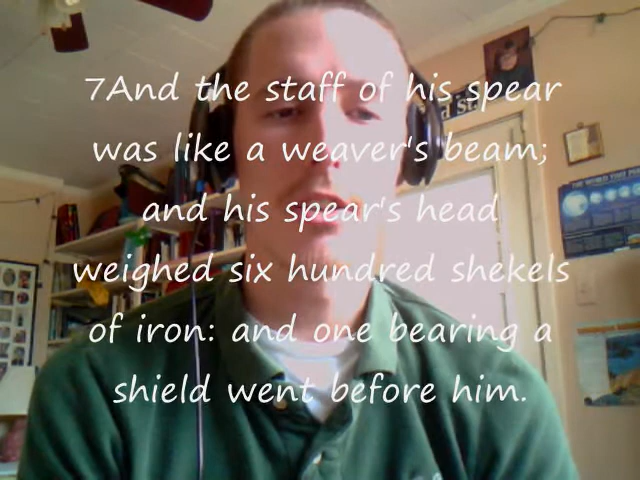 7And the staff of his spear
was like a weaver's beam;
and his spear's head
weighed six hundred shekels
of iron: and one bearing a
shield went before him.